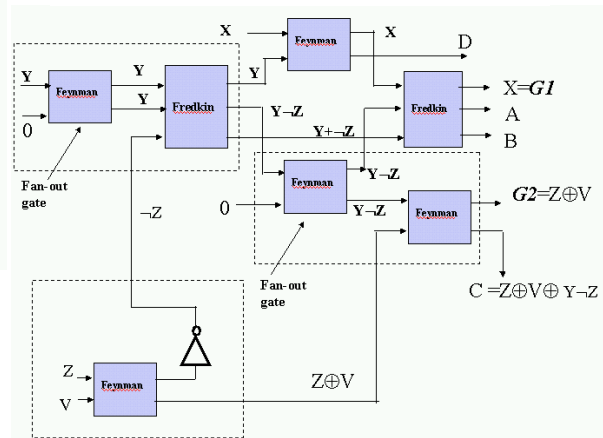 X
Feynman
X
D
Y
Feynman
Y
Y
0
Fredkin
Y
Y¬Z
Y+¬Z
Fredkin
X=G1
A
B
Fan-out
gate
¬Z
0
Feynman
Y¬Z
Y¬Z
Feynman
G2=Z⊕V
Fan-out
gate
C =Z⊕V⊕ Y¬Z
Z
V
Feynman
Z⊕V